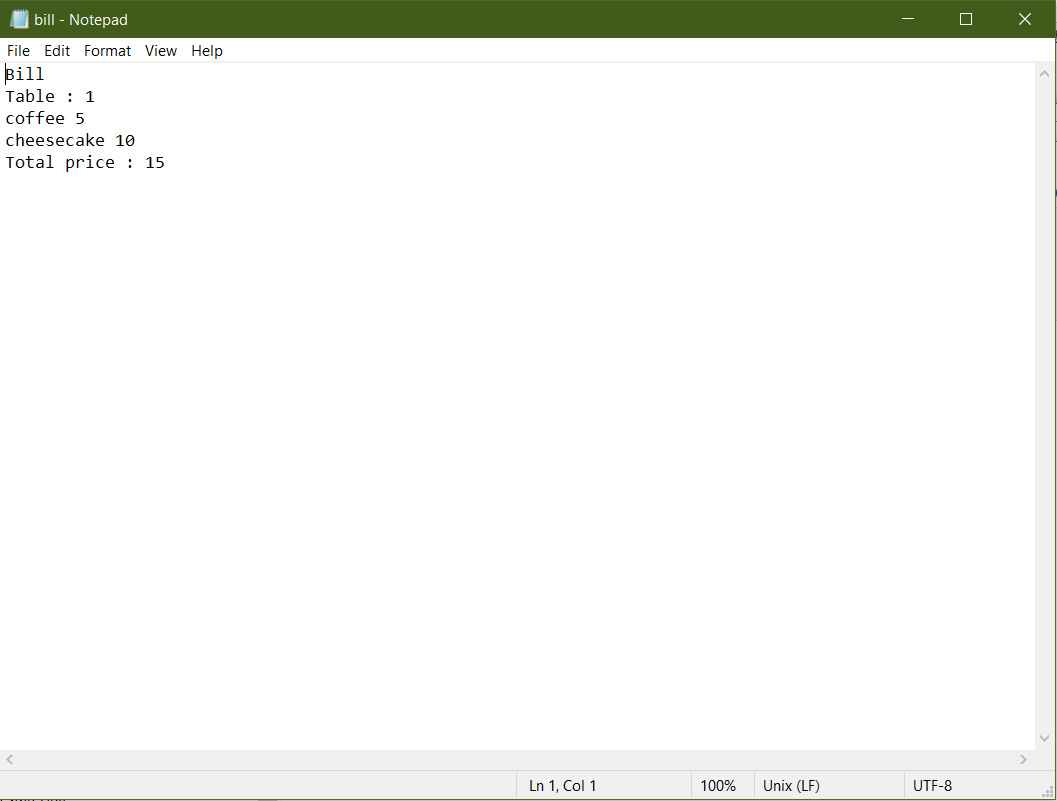 bill - Notepad
File Edit Format View Help
Bill
Table : 1
coffee 5
cheesecake 10
Total price : 15
Ln 1, Col 1 100% Unix (LF) UTF-8